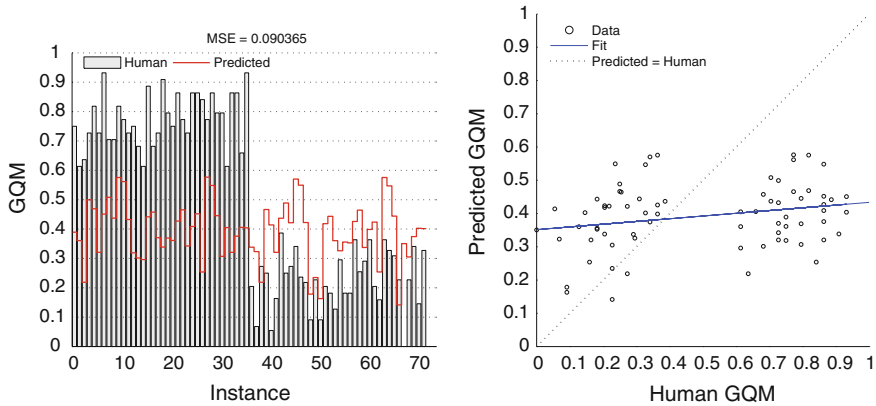 MSE = 0.090365
Human
Predicted
1
0.9
0.8
0.7
0.6
0.5
0.4
0.3
0.2
0.1
0
GQM
0 10 20 30 40 50 60 70
Instance
Data
Fit
Predicted = Human
1
0.9
0.8
0.7
0.6
0.5
0.4
0.3
0.2
0.1
0
Predicted GQM
0 0.1 0.2 0.3 0.4 0.5 0.6 0.7 0.8 0.9 1
Human GQM